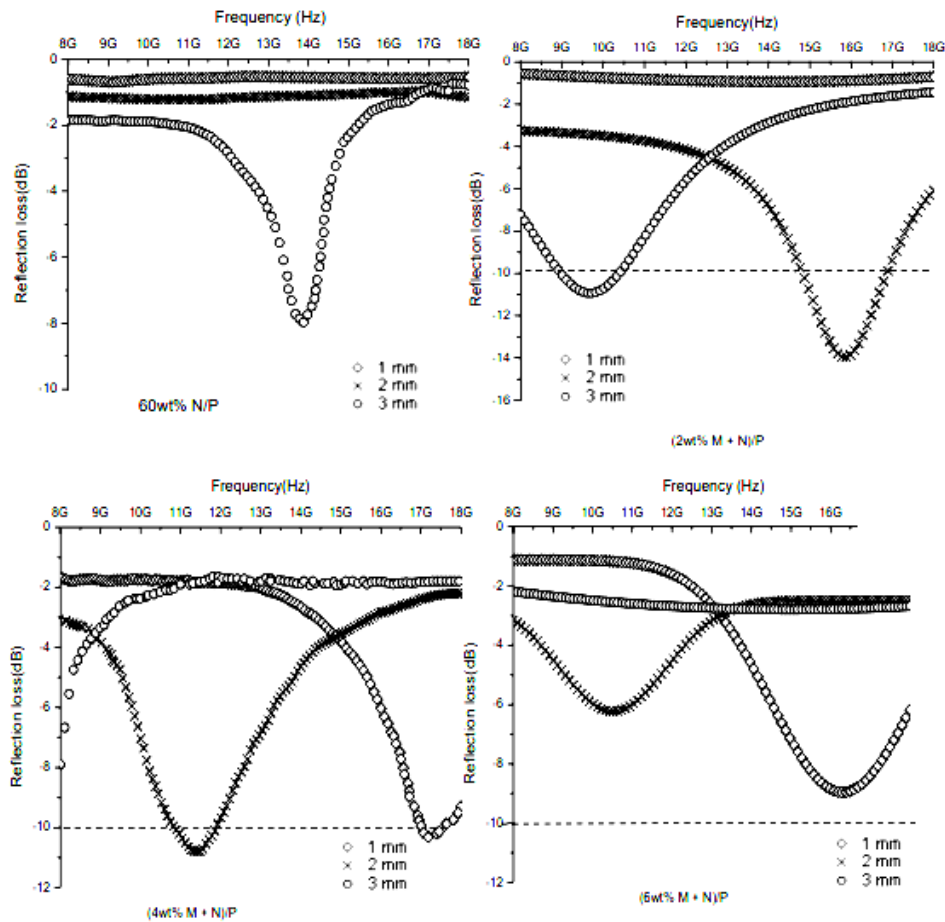 Frequency (Hz)
8G 9G 10G 11G 12G 13G 14G 15G 16G 17G 18G
0
-2
-4
-6
-8
-10
Reflection loss(dB)
1 mm
2 mm
3 mm
60wt% N/P
Frequency(Hz)
8G 9G 10G 11G 12G 13G 14G 15G 16G 17G 18G
0
-2
-4
-6
-8
-10
-12
-14
-16
Reflection loss(dB)
1 mm
2 mm
3 mm
(2wt% M + N)/P
Frequency(Hz)
8G 9G 10G 11G 12G 13G 14G 15G 16G 17G 18G
0
-2
-4
-6
-8
-10
-12
Reflection loss(dB)
1 mm
2 mm
3 mm
(4wt% M + N)/P
Frequency (Hz)
8G 9G 10G 11G 12G 13G 14G 15G 16G
0
-2
-4
-6
-8
-10
-12
Reflection loss(dB)
1 mm
2 mm
3 mm
(6wt% M + N)/P